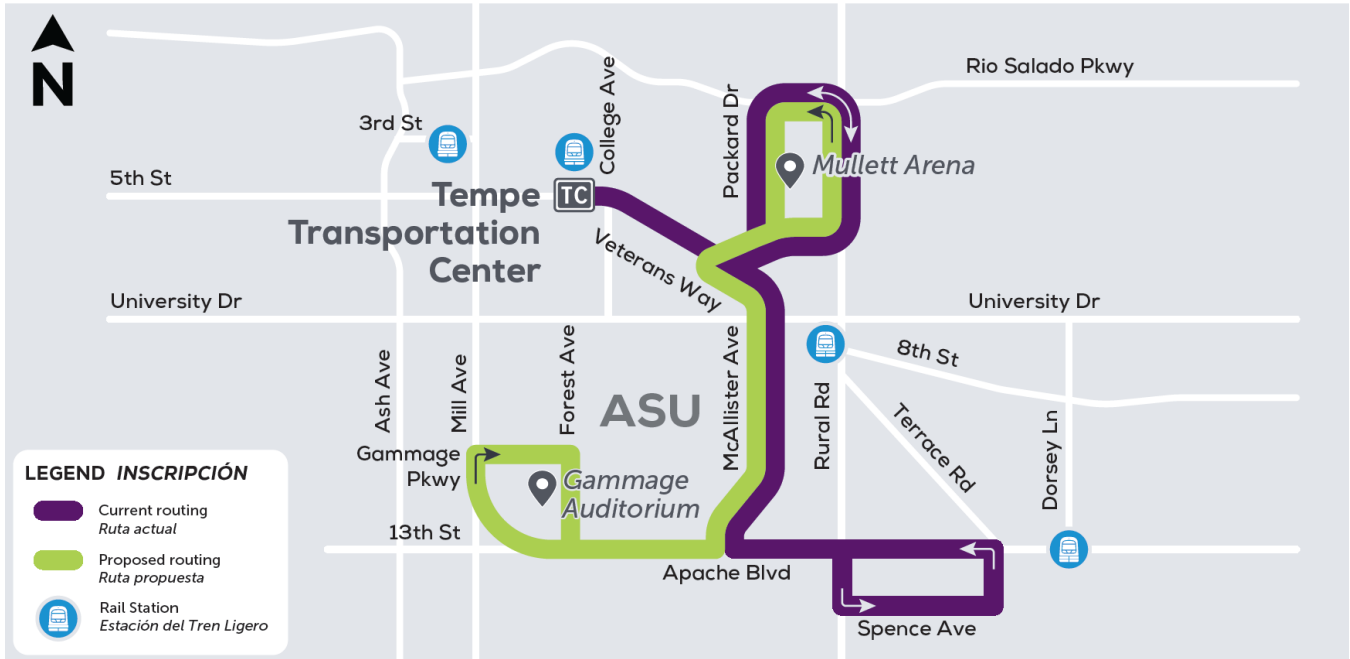 N
Rio Salado Pkwy
College Ave
Packard Dr
3rd St
Mullett Arena
5th St
TC
Tempe
Transportation
Center
Veterans Way
University Dr
University Dr
8th St
Ash Ave
Mill Ave
Forest Ave
ASU
McAllister Ave
Rural Rd
Terrace Rd
Dorsey Ln
Gammage
Pkwy
Gammage
Auditorium
13th St
Apache Blvd
Spence Ave
LEGEND INSCRIPCIÓN
Current routing
Ruta actual
Proposed routing
Ruta propuesta
Rail Station
Estación del Tren Ligero